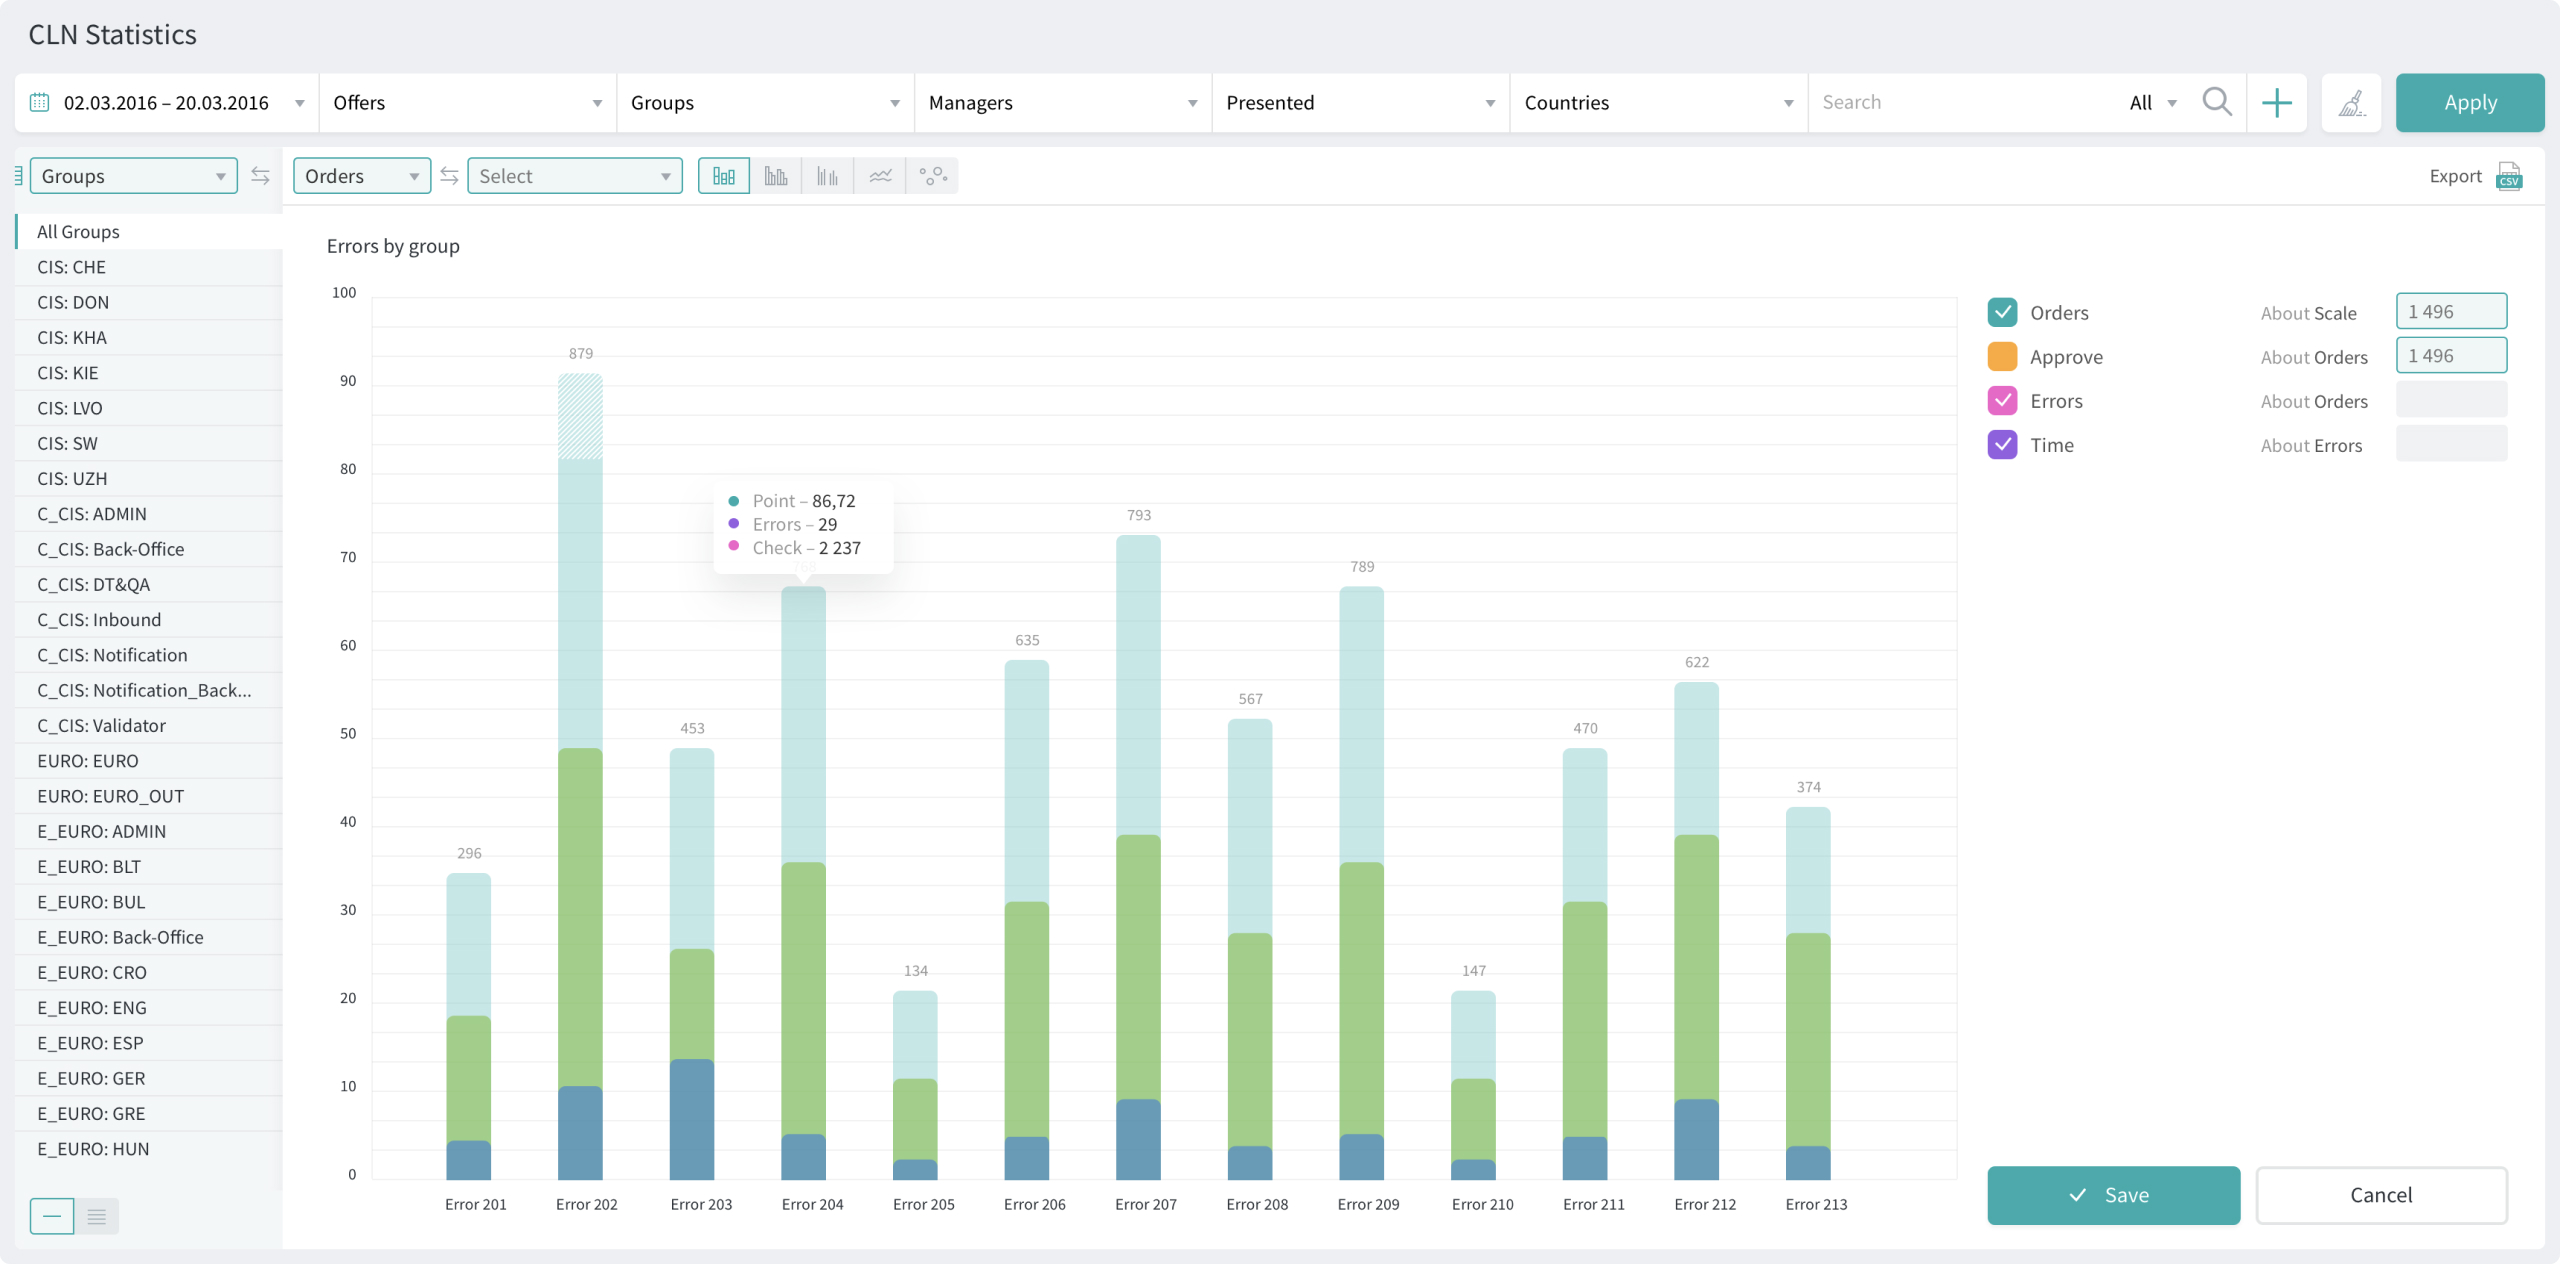 CLN Statistics
02.03.2016 – 20.03.2016
Offers
Groups
Managers
Presented
Countries
Search
All
Apply
Groups
Orders
Select
Export
CSV
All Groups
CIS: CHE
CIS: DON
CIS: KHA
CIS: KIE
CIS: LVO
CIS: SW
CIS: UZH
C_CIS: ADMIN
C_CIS: Back-Office
C_CIS: DT&QA
C_CIS: Inbound
C_CIS: Notification
C_CIS: Notification_Back...
C_CIS: Validator
EURO: EURO
EURO: EURO_OUT
E_EURO: ADMIN
E_EURO: BLT
E_EURO: BUL
E_EURO: Back-Office
E_EURO: CRO
E_EURO: ENG
E_EURO: ESP
E_EURO: GER
E_EURO: GRE
E_EURO: HUN
Errors by group
100
90
80
70
60
50
40
30
20
10
0
296
879
453
768
134
635
793
567
789
147
470
622
374
Point – 86,72
Errors – 29
Check – 2 237
Error 201
Error 202
Error 203
Error 204
Error 205
Error 206
Error 207
Error 208
Error 209
Error 210
Error 211
Error 212
Error 213
Orders About Scale 1 496
Approve About Orders 1 496
Errors About Orders
Time About Errors
Save
Cancel